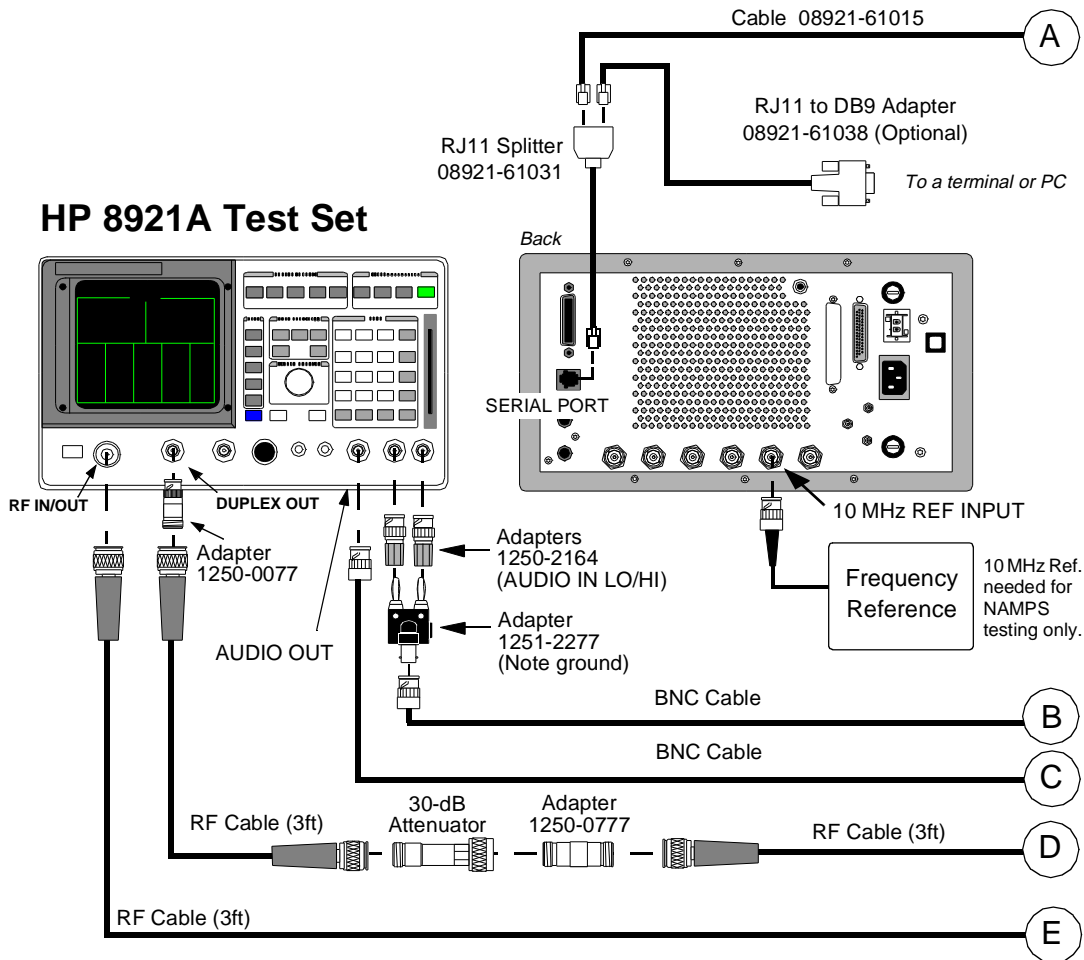 Cable 08921-61015
A
RJ11 to DB9 Adapter
08921-61038 (Optional)
RJ11 Splitter
08921-61031
To a terminal or PC
HP 8921A Test Set
Back
SERIAL PORT
RF IN/OUT
DUPLEX OUT
10 MHz REF INPUT
Adapter
1250-0077
Adapters
1250-2164
(AUDIO IN LO/HI)
Frequency
Reference
10 MHz Ref.
needed for
NAMPS
testing only.
AUDIO OUT
Adapter
1251-2277
(Note ground)
BNC Cable
B
BNC Cable
C
RF Cable (3ft)
30-dB
Attenuator
Adapter
1250-0777
RF Cable (3ft)
D
RF Cable (3ft)
E